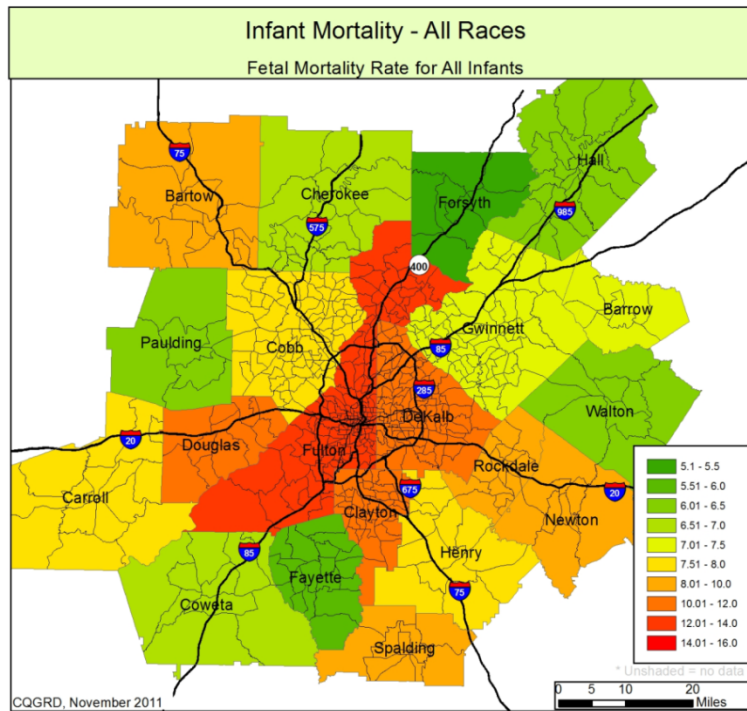 Infant Mortality - All Races
Fetal Mortality Rate for All Infants
75
Bartow
Cherokee
575
Forsyth
Hall
985
400
Paulding
Cobb
Gwinnett
85
Barrow
285
DeKalb
Walton
20
Douglas
Fulton
Rockdale
Carroll
675
Clayton
Newton
20
85
Henry
Fayette
75
Coweta
Spalding
5.1 - 5.5
5.51 - 6.0
6.01 - 6.5
6.51 - 7.0
7.01 - 7.5
7.51 - 8.0
8.01 - 10.0
10.01 - 12.0
12.01 - 14.0
14.01 - 16.0
* Unshaded = no data
0 5 10 20
Miles
CQGRD, November 2011